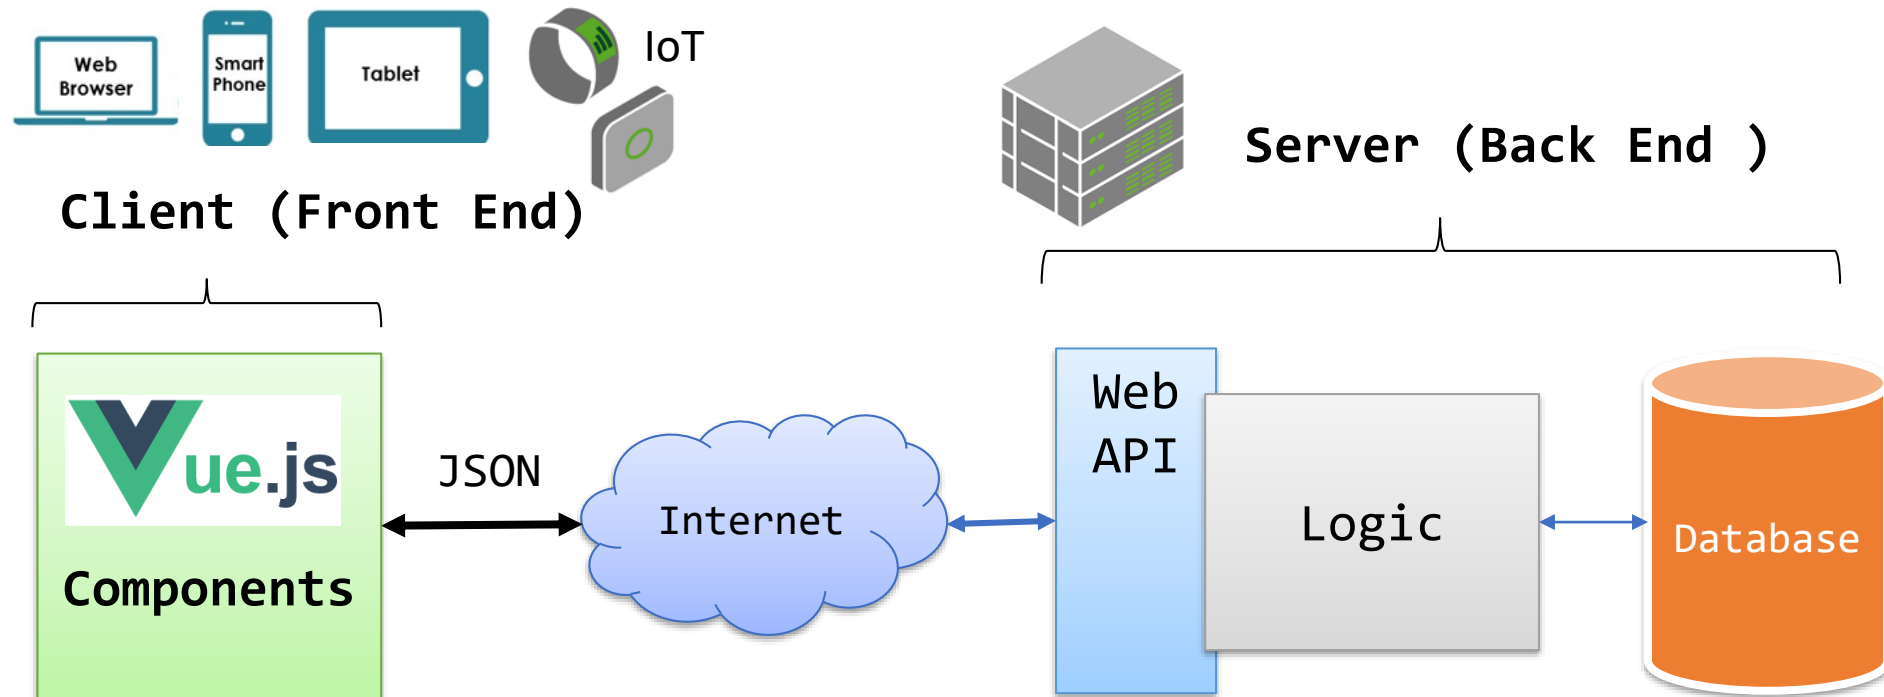 Web
Browser
Smart
Phone
Tablet
IoT
Client (Front End)
Server (Back End )
Vue.js
Components
JSON
Internet
Web
API
Logic
Database